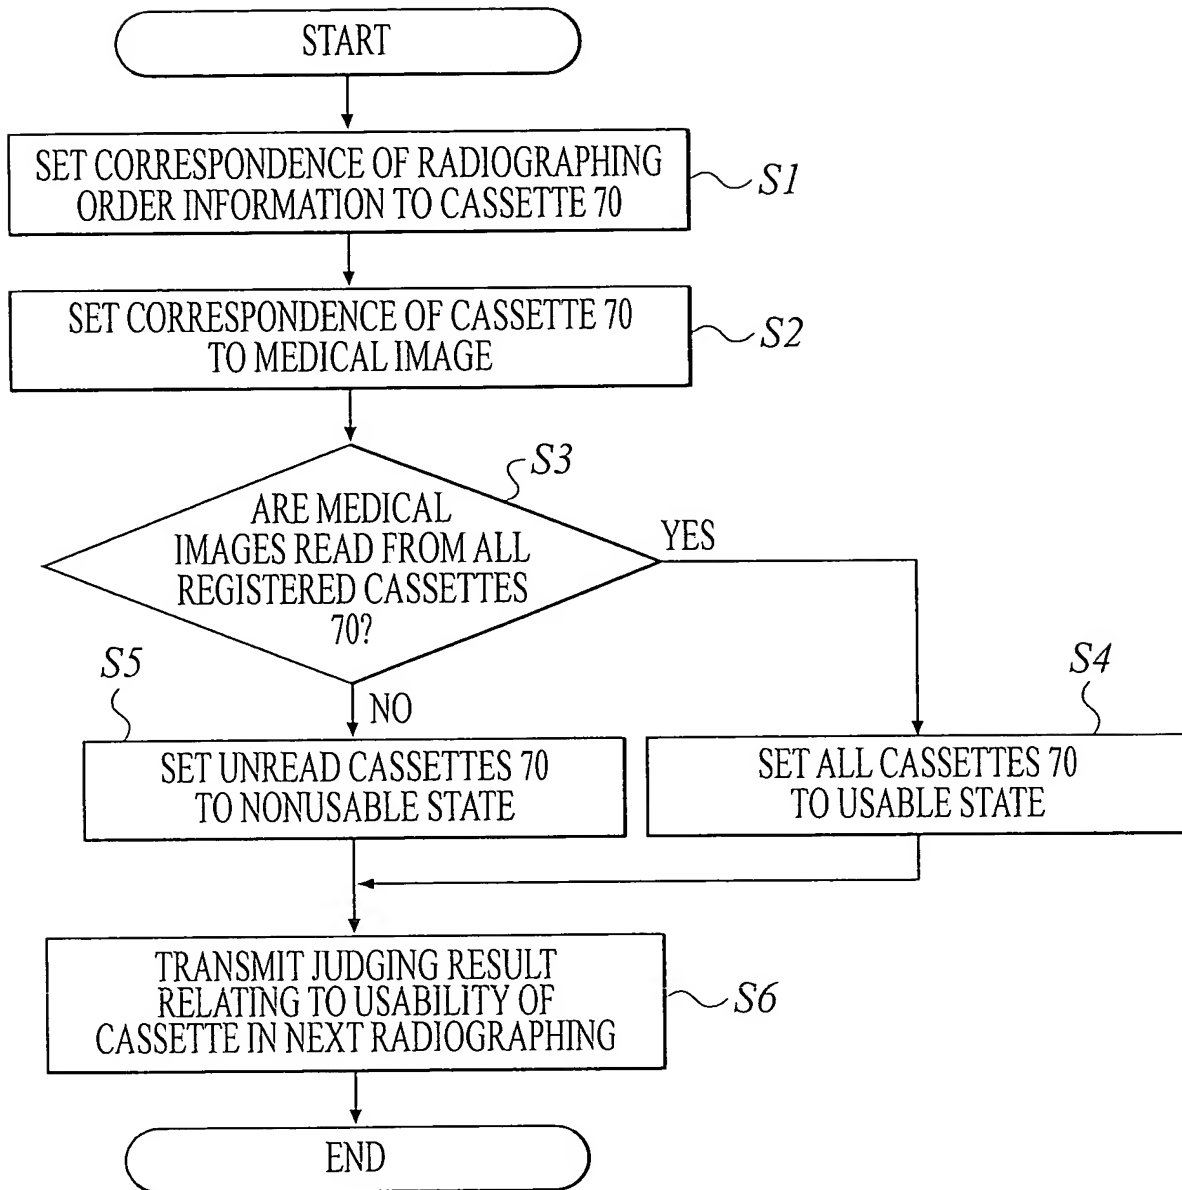 START
SET CORRESPONDENCE OF RADIOGRAPHING
ORDER INFORMATION TO CASSETTE 70
S1
SET CORRESPONDENCE OF CASSETTE 70
TO MEDICAL IMAGE
S2
S3
ARE MEDICAL
IMAGES READ FROM ALL
REGISTERED CASSETTES
70?
YES
S5
NO
S4
SET UNREAD CASSETTES 70
TO NONUSABLE STATE
SET ALL CASSETTES 70
TO USABLE STATE
TRANSMIT JUDGING RESULT
RELATING TO USABILITY OF
CASSETTE IN NEXT RADIOGRAPHING
S6
END